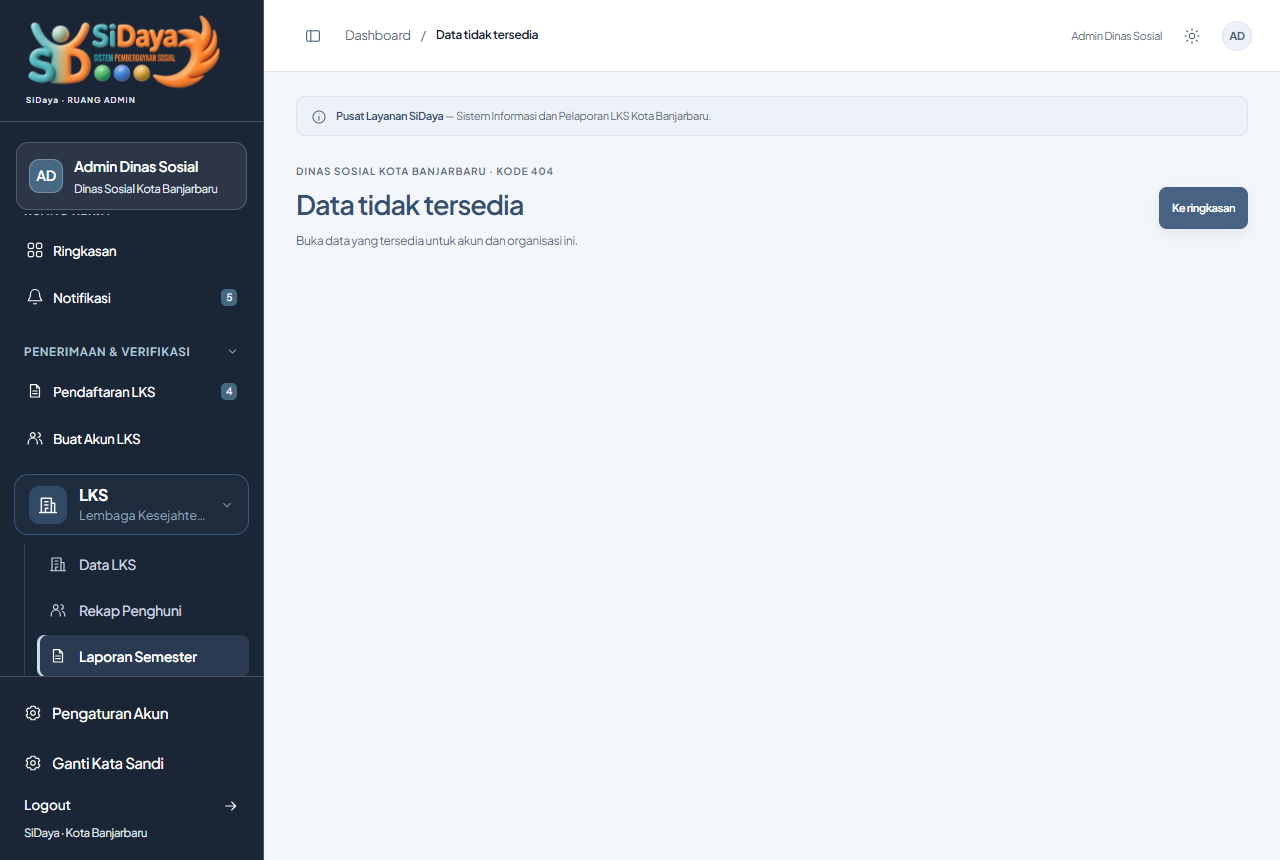 SiDaya
SISTEM PEMBERDAYAAN SOSIAL
SiDaya · RUANG ADMIN
AD
Admin Dinas Sosial
Dinas Sosial Kota Banjarbaru
Ringkasan
Notifikasi
5
PENERIMAAN & VERIFIKASI
Pendaftaran LKS
4
Buat Akun LKS
LKS
Lembaga Kesejahte...
Data LKS
Rekap Penghuni
Laporan Semester
Pengaturan Akun
Ganti Kata Sandi
Logout
SiDaya · Kota Banjarbaru
Dashboard / Data tidak tersedia
Admin Dinas Sosial
AD
Pusat Layanan SiDaya — Sistem Informasi dan Pelaporan LKS Kota Banjarbaru.
DINAS SOSIAL KOTA BANJARBARU · KODE 404
Data tidak tersedia
Buka data yang tersedia untuk akun dan organisasi ini.
Ke ringkasan